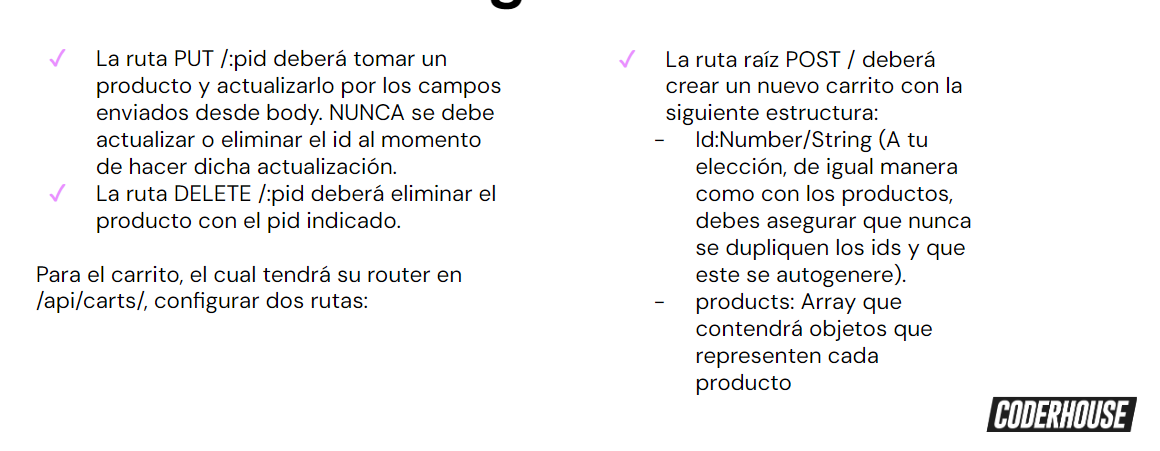 ✓ La ruta PUT /:pid deberá tomar un
producto y actualizarlo por los campos
enviados desde body. NUNCA se debe
actualizar o eliminar el id al momento
de hacer dicha actualización.
✓ La ruta DELETE /:pid deberá eliminar el
producto con el pid indicado.
Para el carrito, el cual tendrá su router en
/api/carts/, configurar dos rutas:
✓ La ruta raíz POST / deberá
crear un nuevo carrito con la
siguiente estructura:
- Id:Number/String (A tu
elección, de igual manera
como con los productos,
debes asegurar que nunca
se dupliquen los ids y que
este se autogenere).
- products: Array que
contendrá objetos que
representen cada
producto
CODERHOUSE